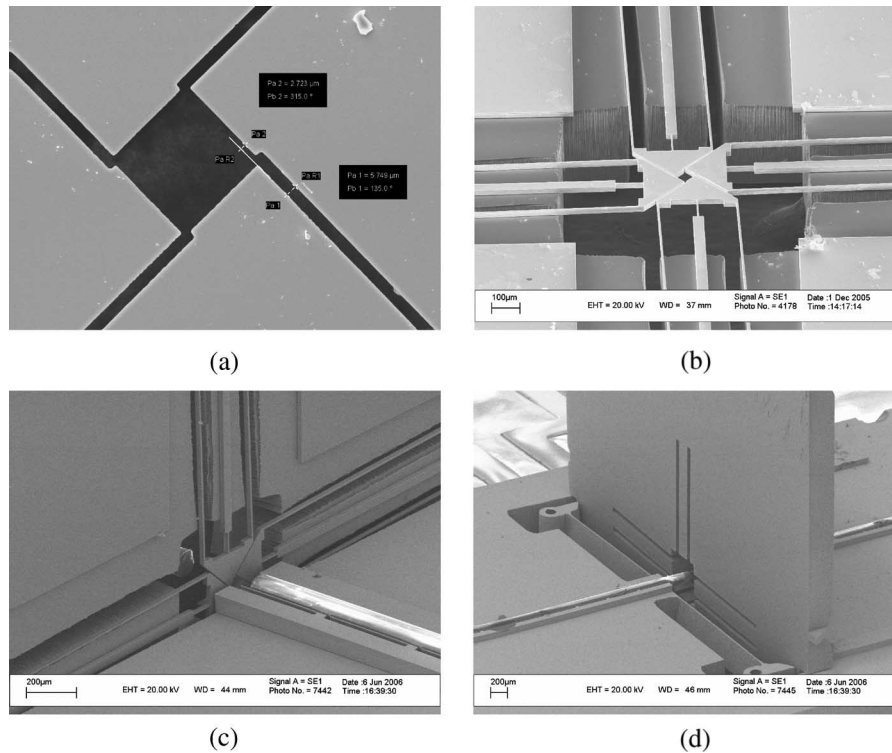 Pa 2 = 2.723 µm
Pb 2 = 315.0 °
Pa 2
Pa R2
Pa 1 = 5.749 µm
Pb 1 = 135.0 °
Pa R1
Pa 1
100µm
EHT = 20.00 kV WD = 37 mm
Signal A = SE1 Date :1 Dec 2005
Photo No. = 4178 Time :14:17:14
(a)
(b)
200µm
EHT = 20.00 kV WD = 44 mm
Signal A = SE1 Date :6 Jun 2006
Photo No. = 7442 Time :16:39:30
200µm
EHT = 20.00 kV WD = 46 mm
Signal A = SE1 Date :6 Jun 2006
Photo No. = 7445 Time :16:39:30
(c)
(d)